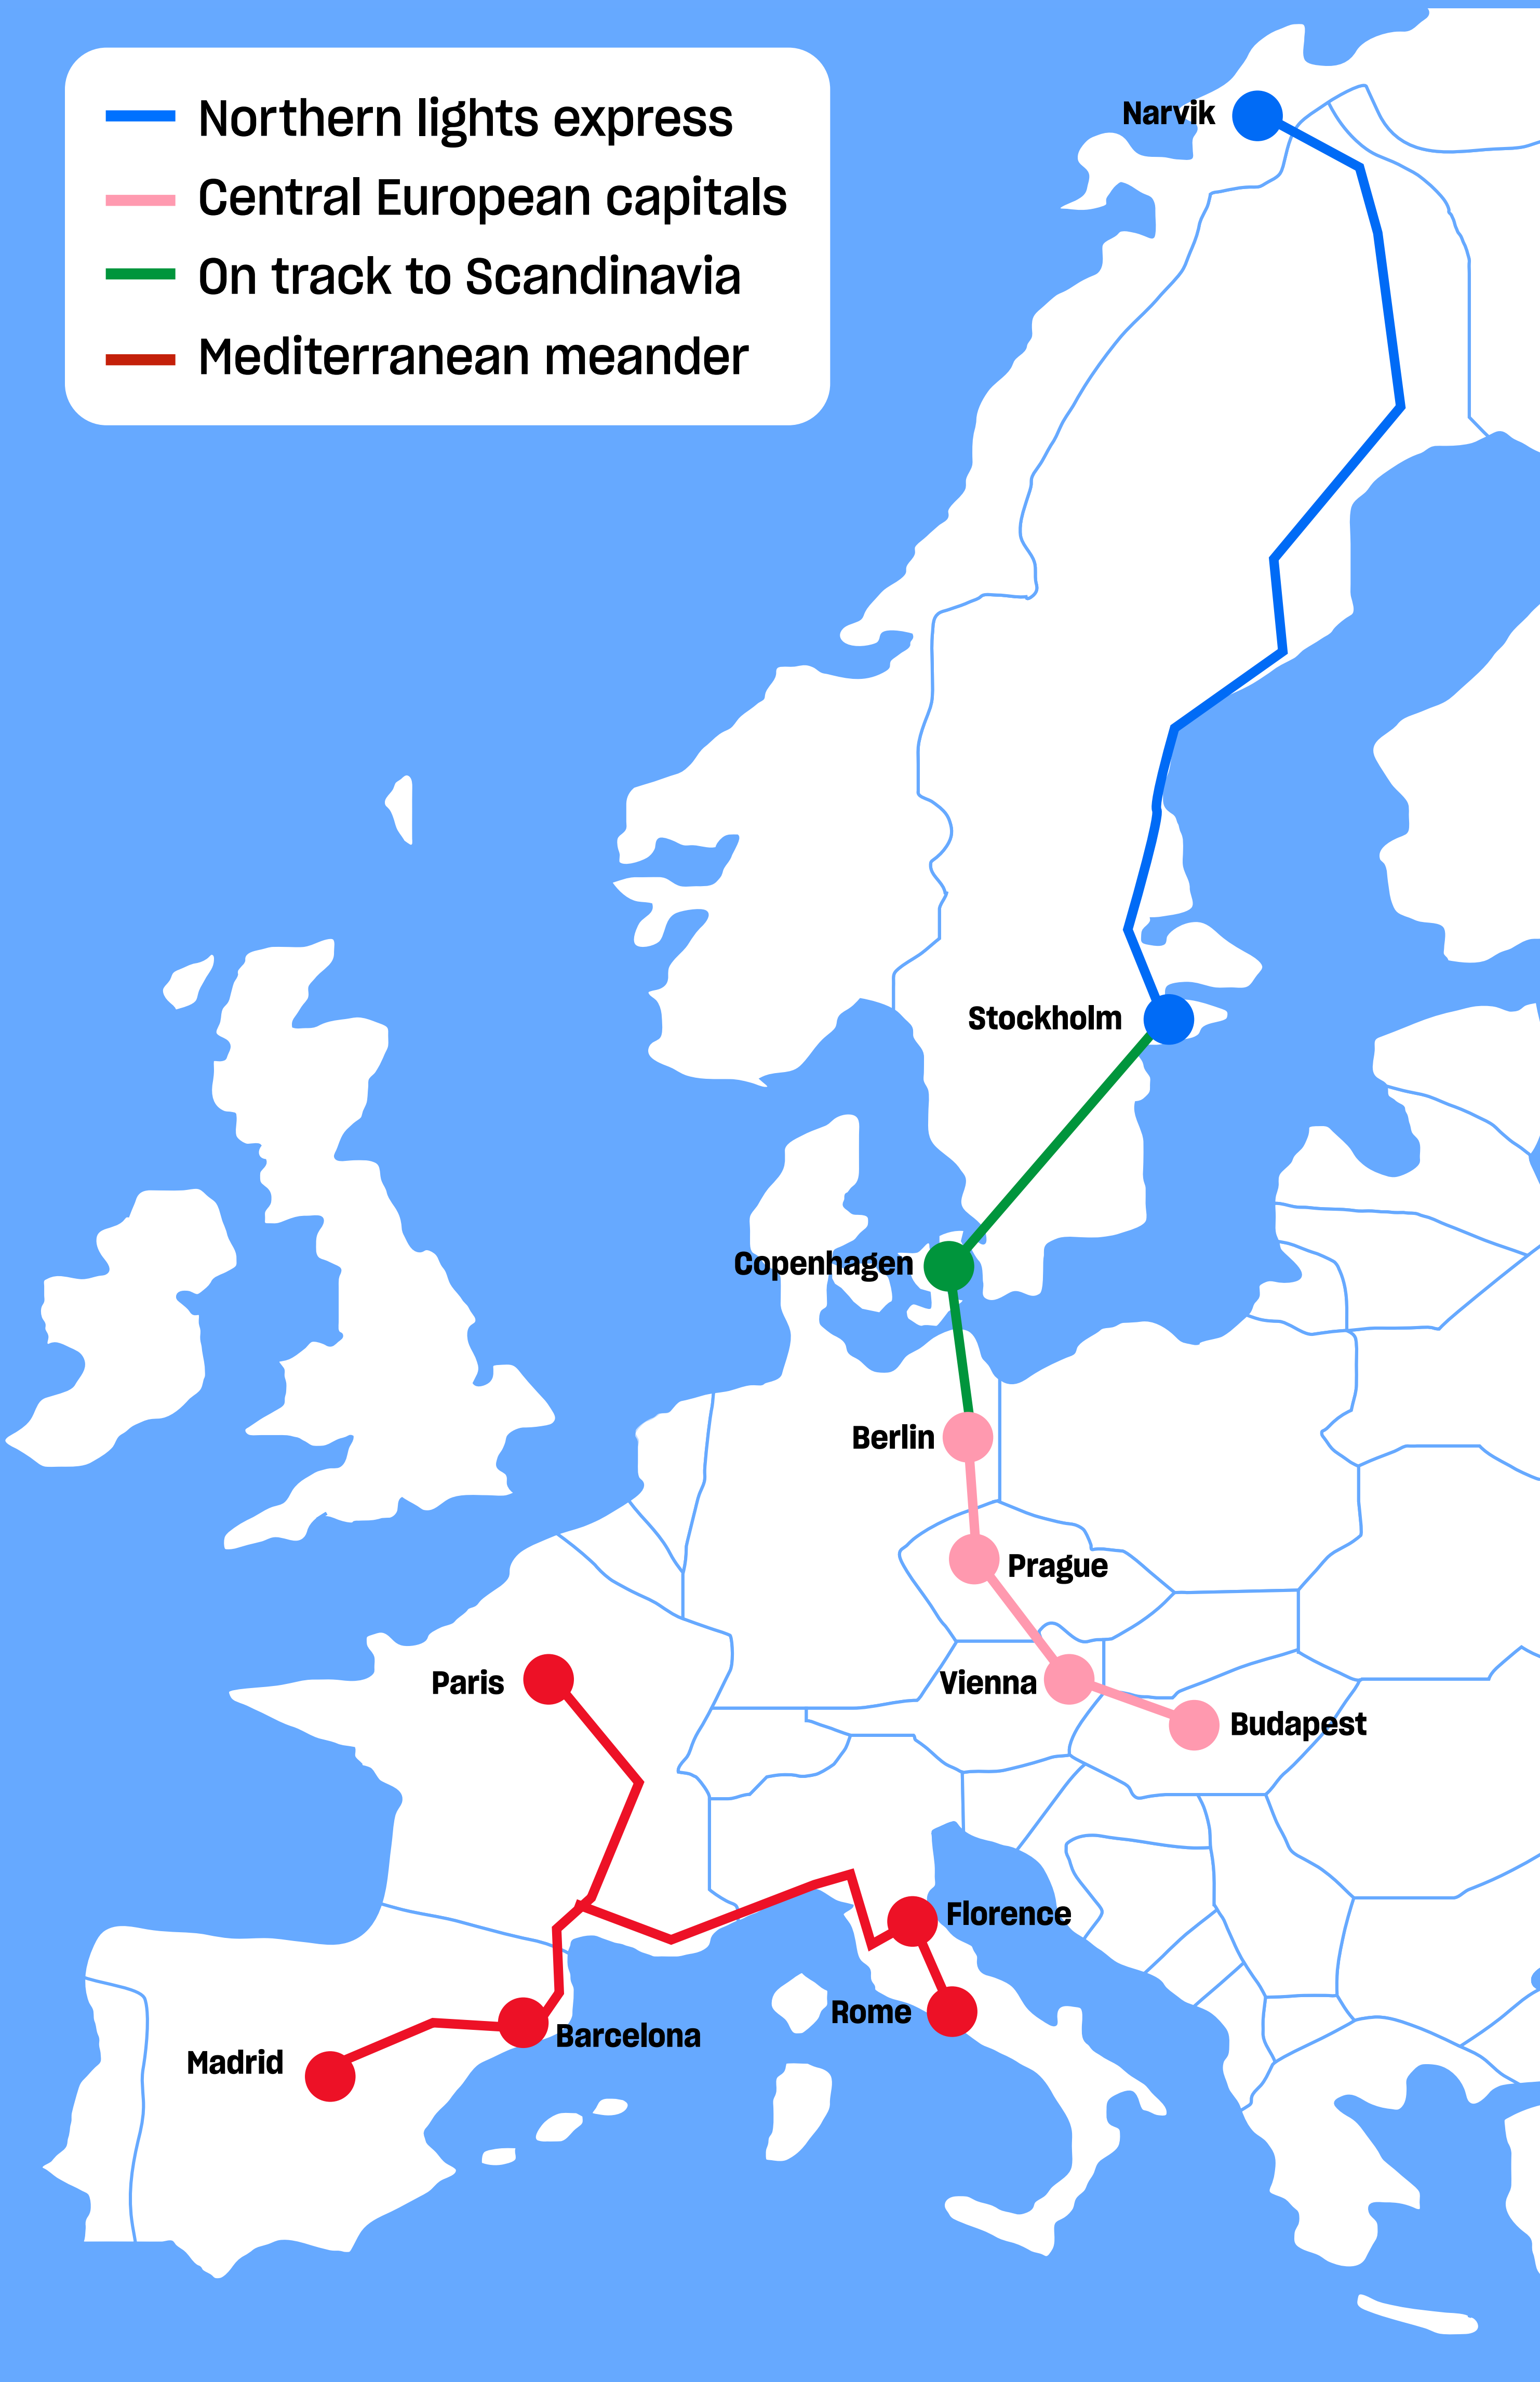 Northern lights express
Central European capitals
On track to Scandinavia
Mediterranean meander
Narvik
Stockholm
Copenhagen
Berlin
Prague
Paris
Vienna
Budapest
Florence
Rome
Barcelona
Madrid